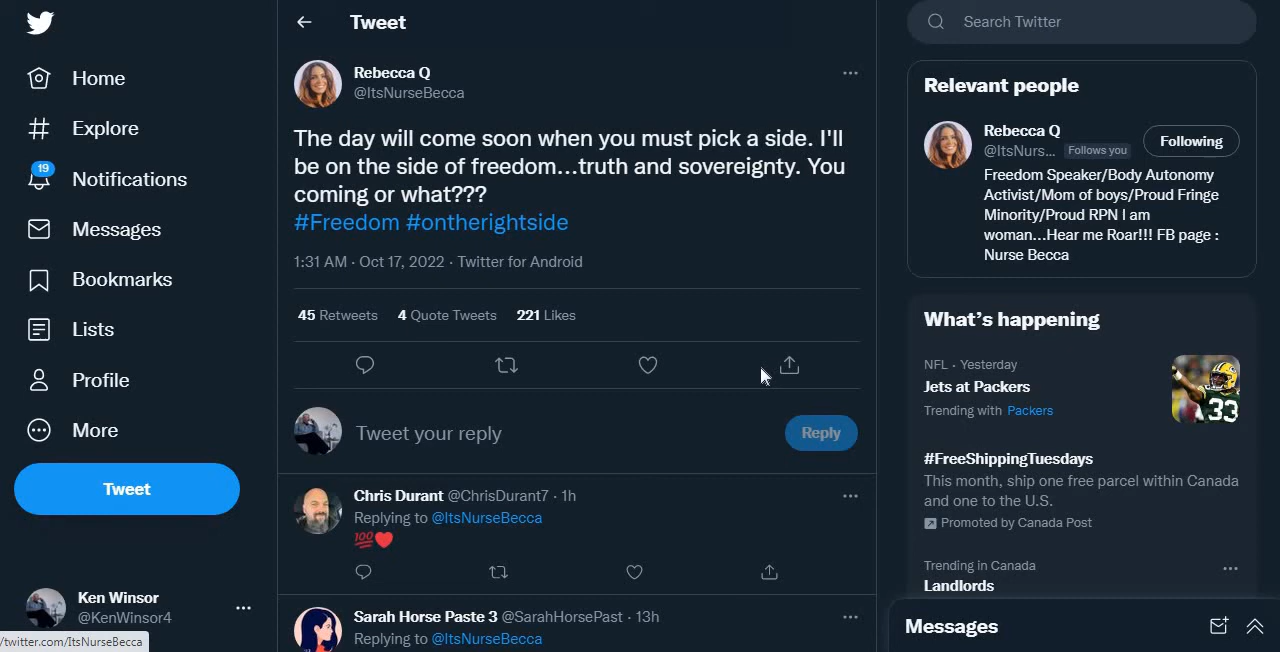 Tweet
Search Twitter
Home
Explore
19
Notifications
Messages
Bookmarks
Lists
Profile
More
Tweet
Ken Winsor
@KenWinsor4
/twitter.com/ItsNurseBecca
Rebecca Q
@ItsNurseBecca
The day will come soon when you must pick a side. I'll
be on the side of freedom...truth and sovereignty. You
coming or what???
#Freedom #ontherightside
1:31 AM · Oct 17, 2022 · Twitter for Android
45 Retweets 4 Quote Tweets 221 Likes
Tweet your reply
Reply
Chris Durant @ChrisDurant7 · 1h
Replying to @ItsNurseBecca
💯❤️
Sarah Horse Paste 3 @SarahHorsePast · 13h
Replying to @ItsNurseBecca
Relevant people
Rebecca Q
@ItsNurs... Follows you
Following
Freedom Speaker/Body Autonomy
Activist/Mom of boys/Proud Fringe
Minority/Proud RPN I am
woman...Hear me Roar!!! FB page :
Nurse Becca
What's happening
NFL · Yesterday
Jets at Packers
Trending with Packers
33
#FreeShippingTuesdays
This month, ship one free parcel within Canada
and one to the U.S.
Promoted by Canada Post
Trending in Canada
Landlords
Messages